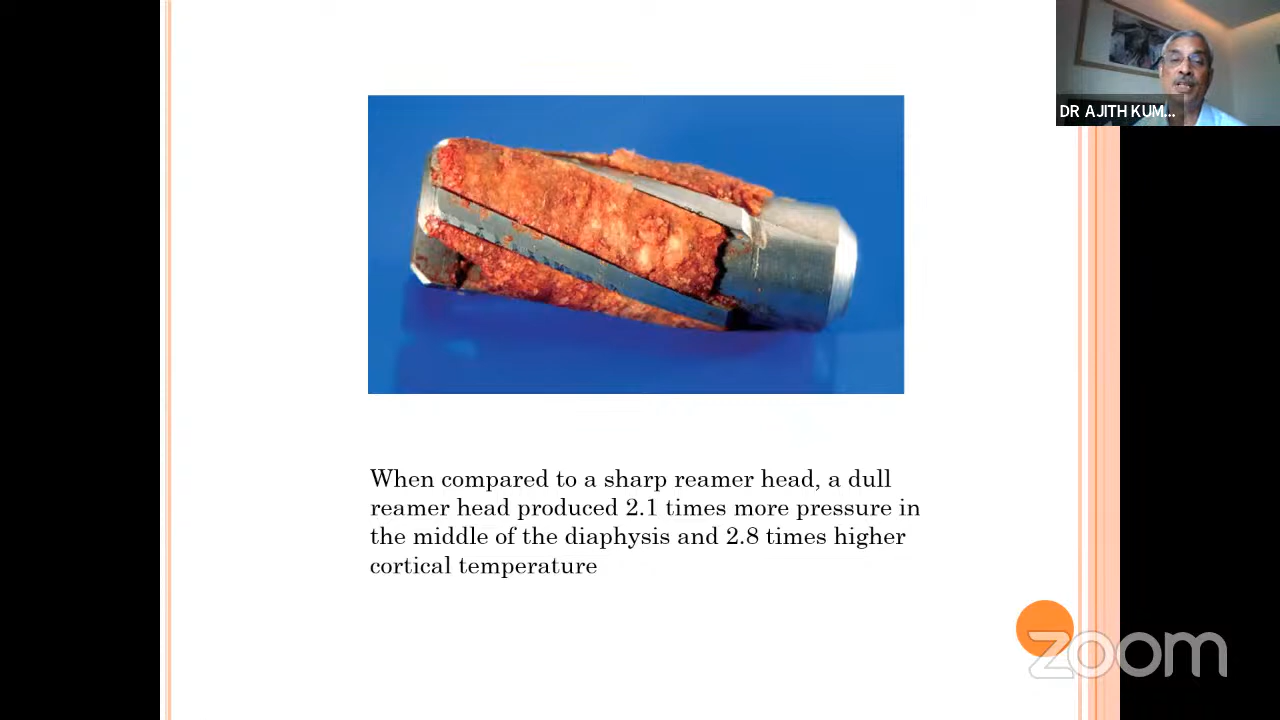 DR AJITH KUM...
When compared to a sharp reamer head, a dull
reamer head produced 2.1 times more pressure in
the middle of the diaphysis and 2.8 times higher
cortical temperature
zoom